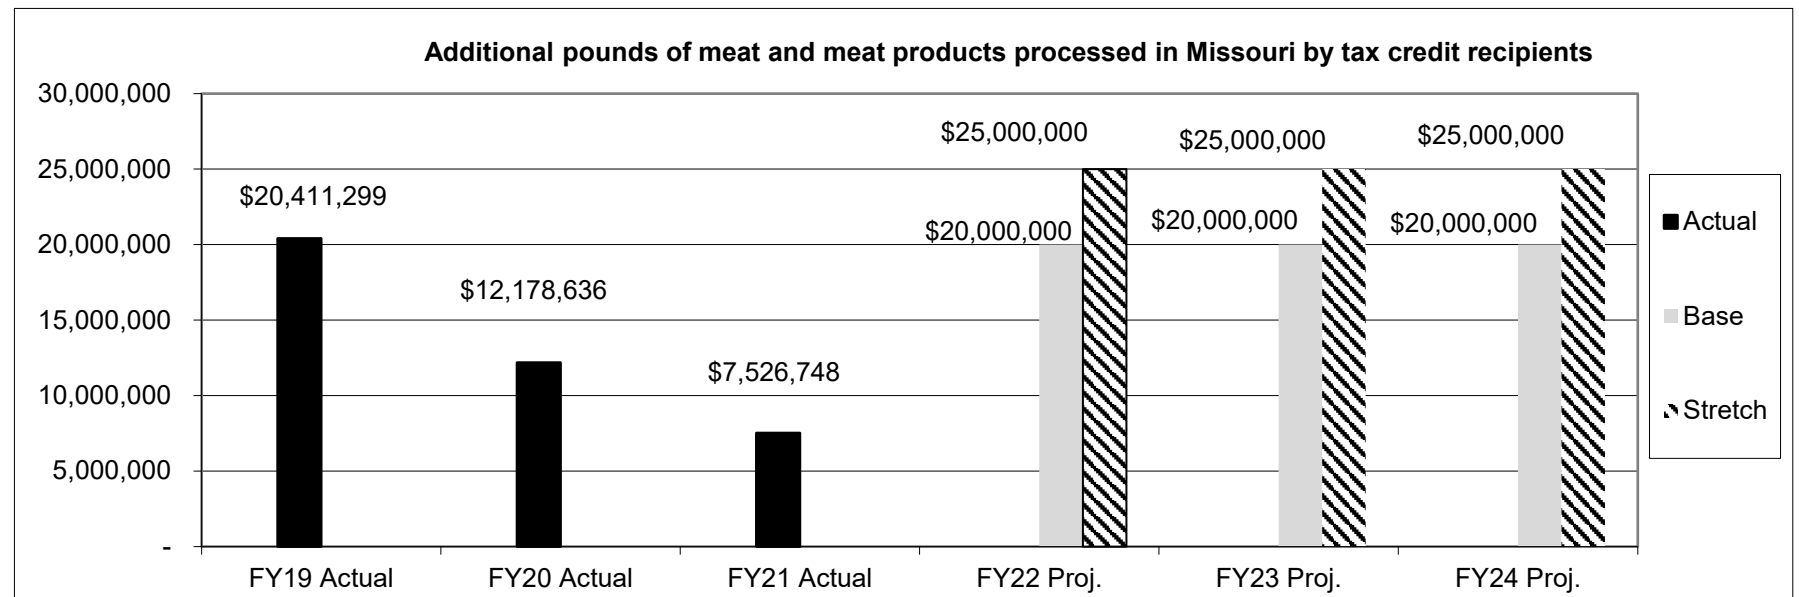 Additional pounds of meat and meat products processed in Missouri by tax credit recipients
30,000,000
25,000,000
20,000,000
15,000,000
10,000,000
5,000,000
-
$20,411,299
$12,178,636
$7,526,748
$20,000,000
$25,000,000
$20,000,000
$25,000,000
$20,000,000
$25,000,000
FY19 Actual
FY20 Actual
FY21 Actual
FY22 Proj.
FY23 Proj.
FY24 Proj.
Actual
Base
Stretch